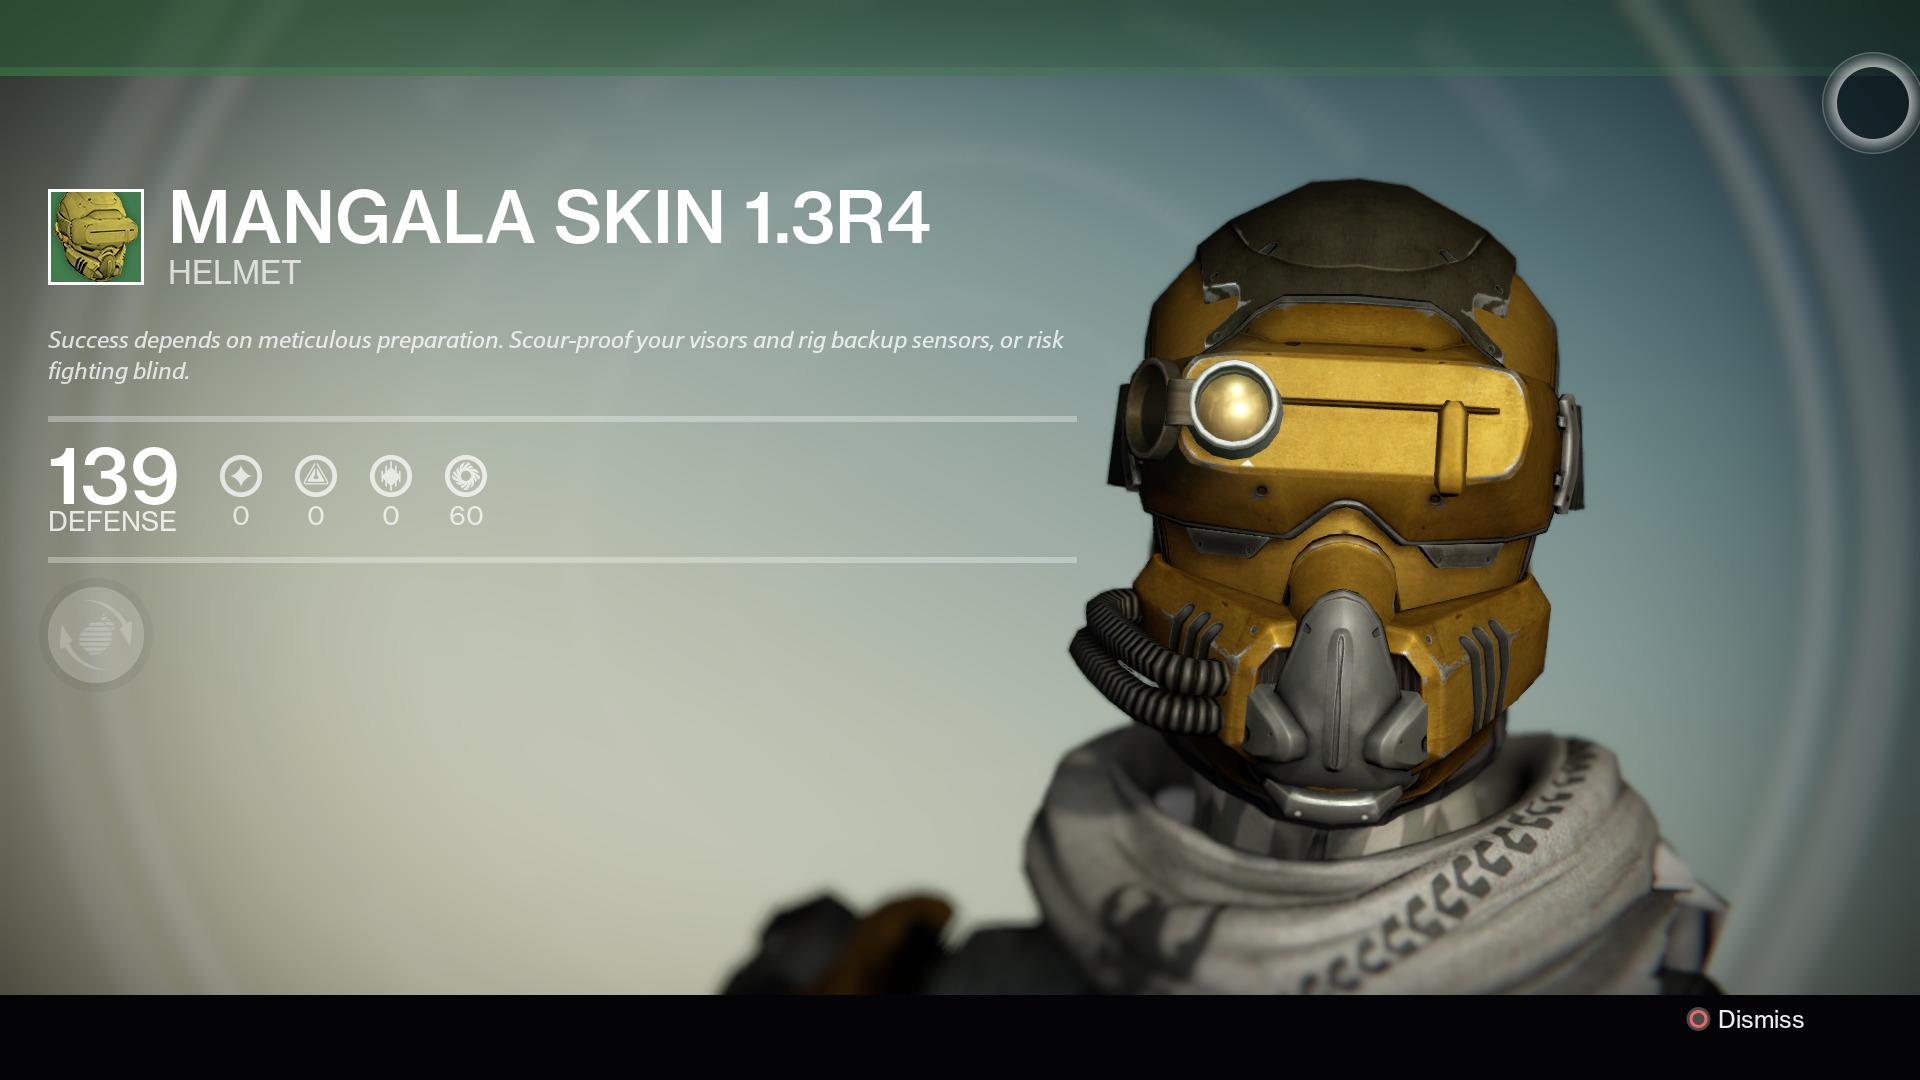 MANGALA SKIN 1.3R4
HELMET
Success depends on meticulous preparation. Scour-proof your visors and rig backup sensors, or risk
fighting blind.
139
DEFENSE
0 0 0 60
Dismiss